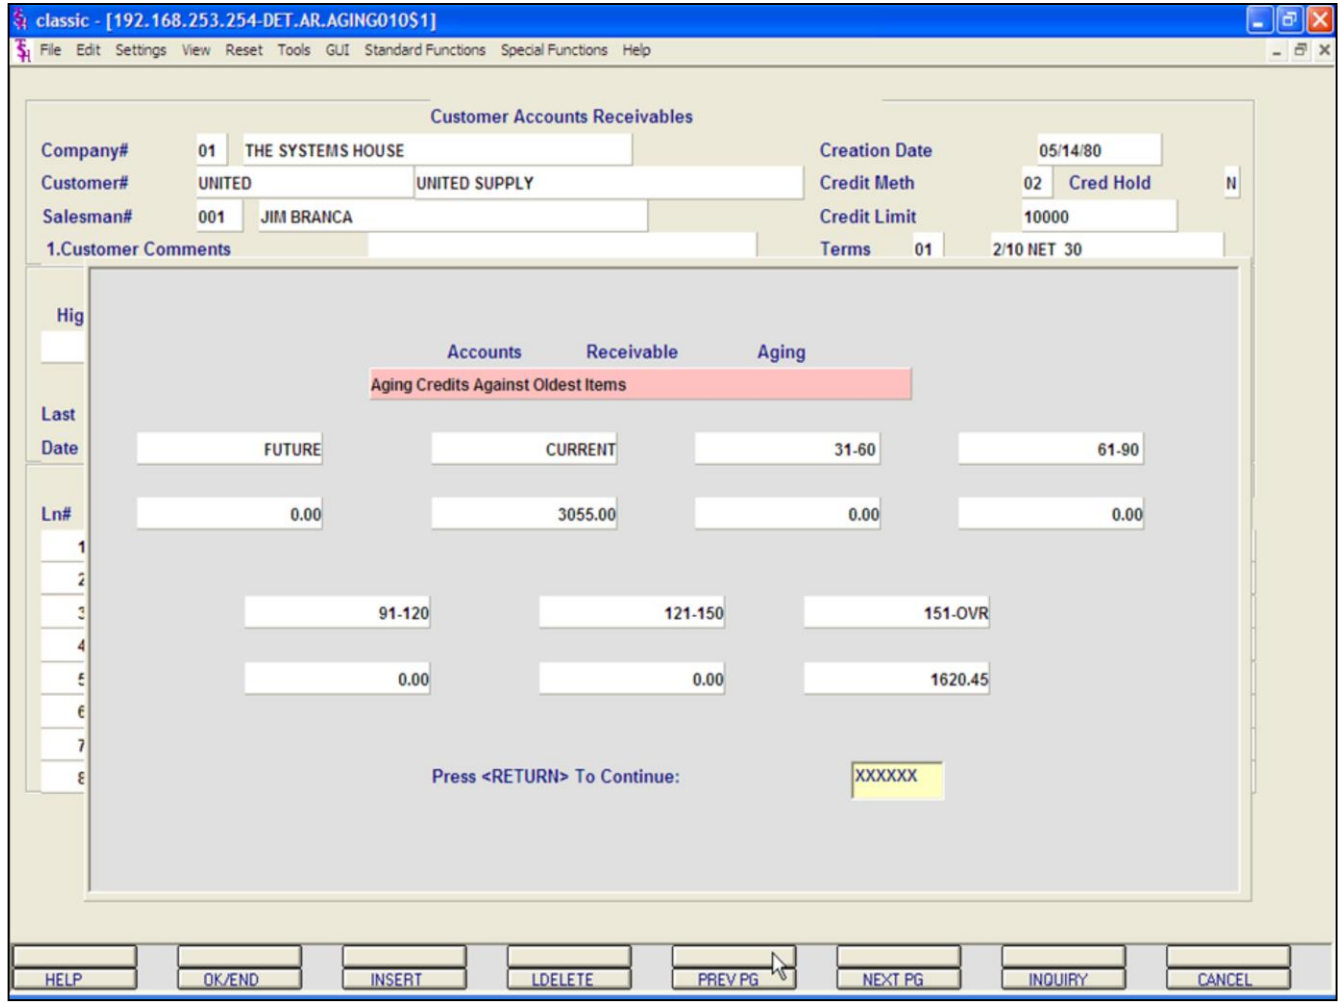 classic - [192.168.253.254-DET.AR.AGING010$1]
File Edit Settings View Reset Tools GUI Standard Functions Special Functions Help
Customer Accounts Receivables
Company# 01 THE SYSTEMS HOUSE Creation Date 05/14/80
Customer# UNITED UNITED SUPPLY Credit Meth 02 Cred Hold N
Salesman# 001 JIM BRANCA Credit Limit 10000
1.Customer Comments Terms 01 2/10 NET 30
Hig
Accounts Receivable Aging
Aging Credits Against Oldest Items
Last
Date FUTURE CURRENT 31-60 61-90
Ln# 0.00 3055.00 0.00 0.00
1
2
3 91-120 121-150 151-OVR
4
5 0.00 0.00 1620.45
6
7
8 Press <RETURN> To Continue: XXXXXX
HELP OK/END INSERT LDELETE PREV PG NEXT PG INQUIRY CANCEL